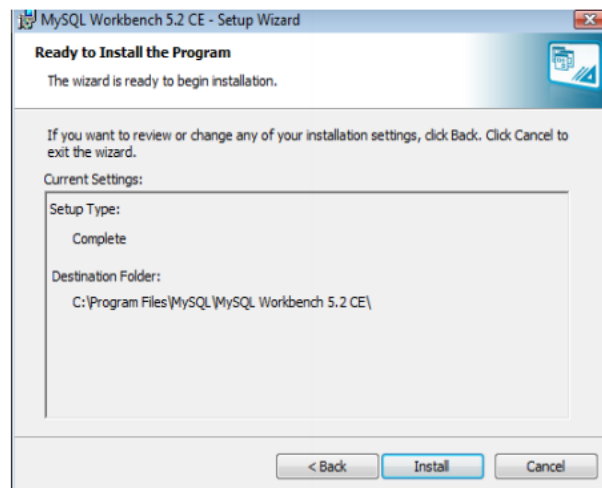 MySQL Workbench 5.2 CE - Setup Wizard
Ready to Install the Program
The wizard is ready to begin installation.
If you want to review or change any of your installation settings, click Back. Click Cancel to
exit the wizard.
Current Settings:
Setup Type:
Complete
Destination Folder:
C:\Program Files\MySQL\MySQL Workbench 5.2 CE\
< Back Install Cancel